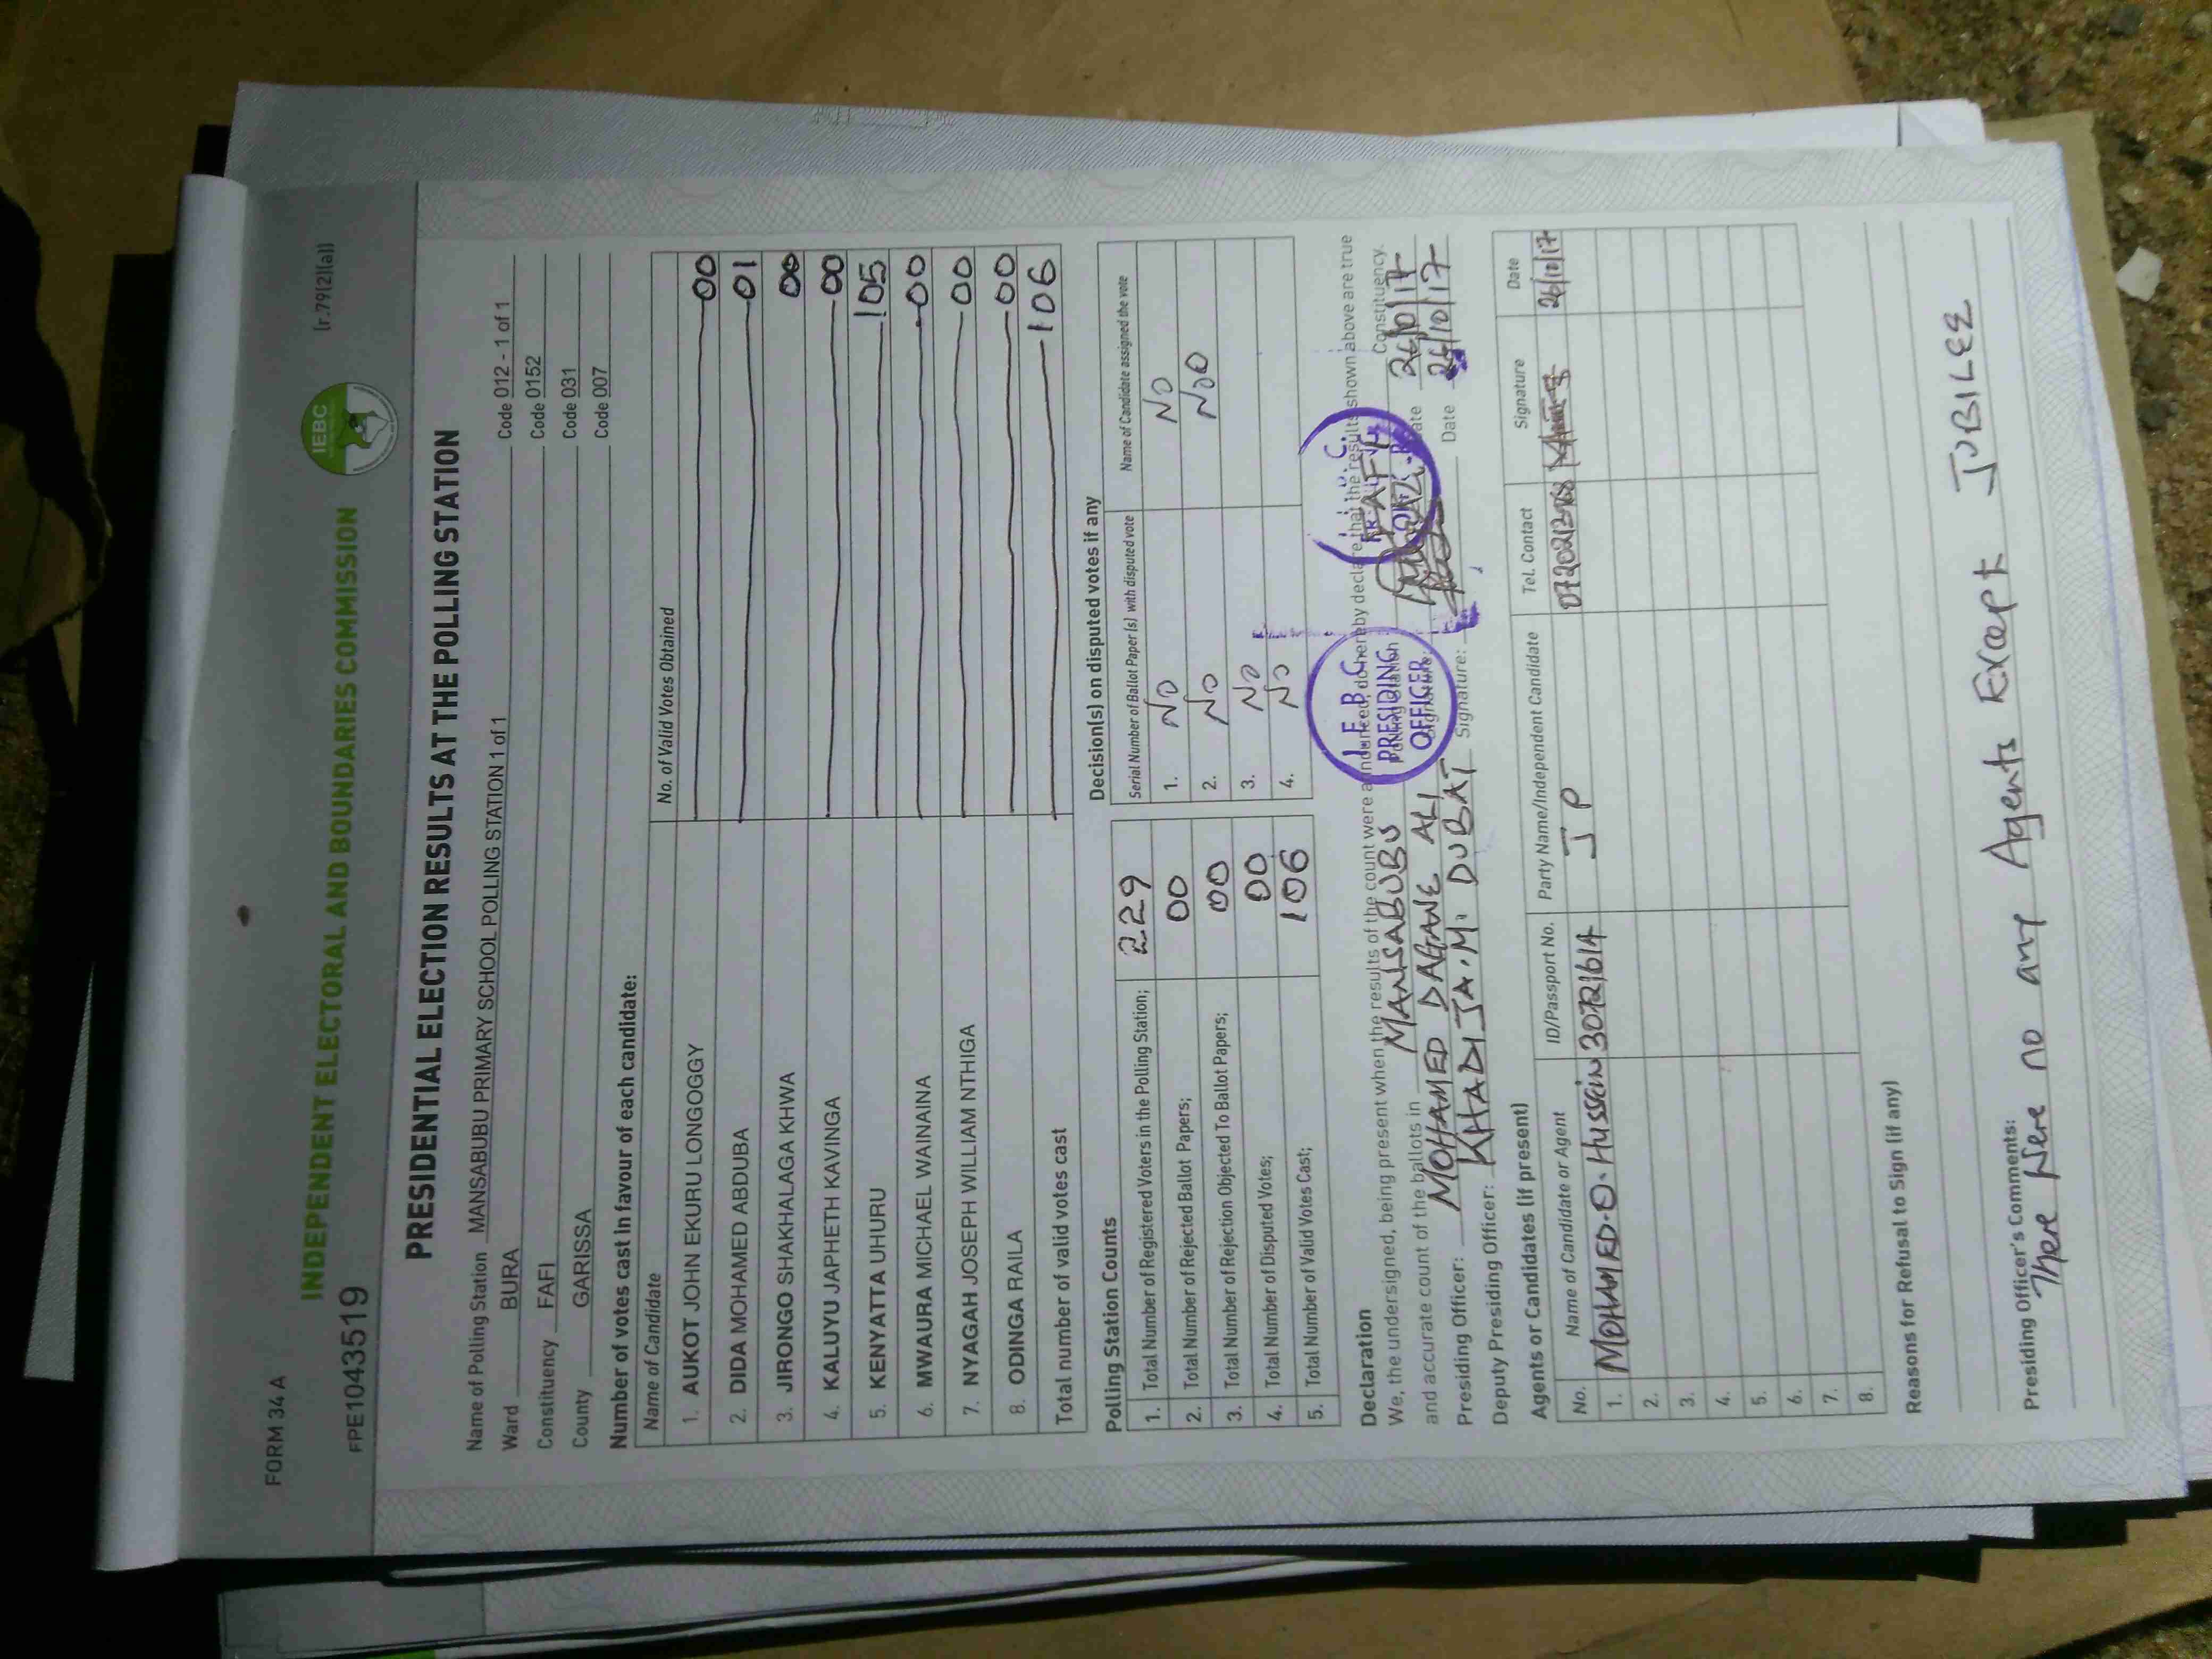 FORM 34 A
(r.79(2)(a))
FPE1043519
INDEPENDENT ELECTORAL AND BOUNDARIES COMMISSION
IEBC
PRESIDENTIAL ELECTION RESULTS AT THE POLLING STATION
Name of Polling Station MANSABUBU PRIMARY SCHOOL POLLING STATION 1 of 1 Code 012 - 1 of 1
Ward BURA Code 0152
Constituency FAFI Code 031
County GARISSA Code 007
Number of votes cast in favour of each candidate:
Name of Candidate No. of Valid Votes Obtained
1. AUKOT JOHN EKURU LONGOGGY 00
2. DIDA MOHAMED ABDUBA 01
3. JIRONGO SHAKHALAGA KHWA 00
4. KALUYU JAPHETH KAVINGA 00
5. KENYATTA UHURU 105
6. MWAURA MICHAEL WAINAINA 00
7. NYAGAH JOSEPH WILLIAM NTHIGA 00
8. ODINGA RAILA 00
Total number of valid votes cast 106
Polling Station Counts
1. Total Number of Registered Voters in the Polling Station; 229
2. Total Number of Rejected Ballot Papers; 00
3. Total Number of Rejection Objected To Ballot Papers; 00
4. Total Number of Disputed Votes; 00
5. Total Number of Valid Votes Cast; 106
Decision(s) on disputed votes if any
Serial Number of Ballot Paper (s) with disputed vote Name of Candidate assigned the vote
1. NO NO
2. NO NOO
3. NO
4. NO
Declaration
We, the undersigned, being present when the results of the count were announced, do hereby declare that the results shown above are true
and accurate count of the ballots in MANSABUBU Polling Station FAFI Constituency.
Presiding Officer: MOHAMED DAGANE ALI Signature: Date 26/10/17
Deputy Presiding Officer: KHADIJA.M. DUBAT Signature: Date 26/10/17
I.E.B.C.
PRESIDING
OFFICER
Agents or Candidates (if present)
No. Name of Candidate or Agent ID/Passport No. Party Name/Independent Candidate Tel. Contact Signature Date
1. MOHAMED.O.Hussein JP 26/10/17
2.
3.
4.
5.
6.
7.
8.
Reasons for Refusal to Sign (if any)
Presiding Officer's Comments:
There Were no any Agents Except JUBILEE